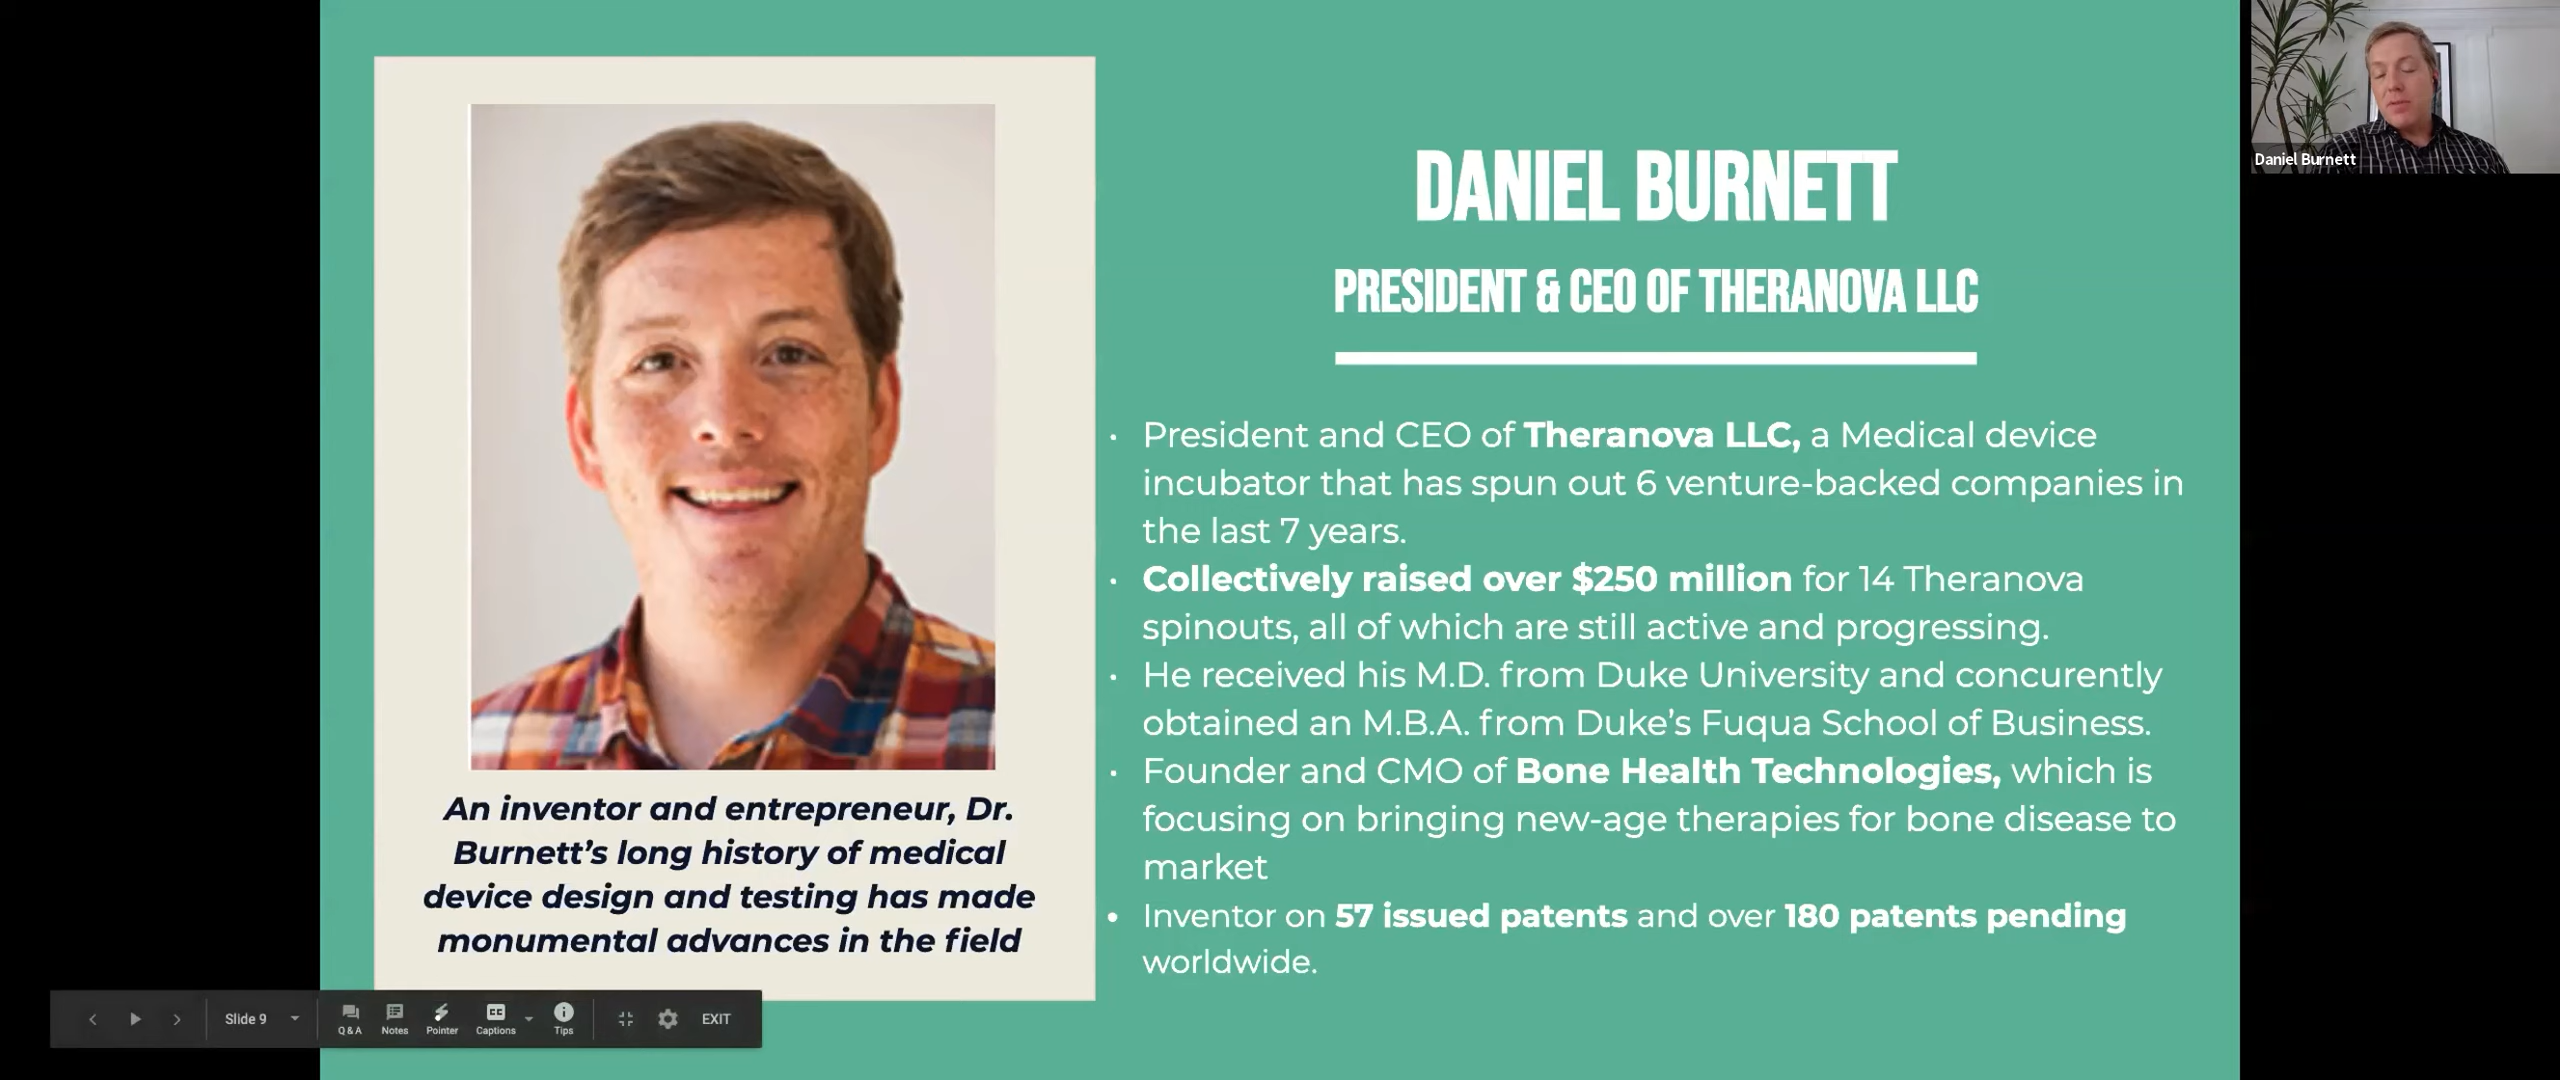 DANIEL BURNETT
PRESIDENT & CEO OF THERANOVA LLC
• President and CEO of Theranova LLC, a Medical device
incubator that has spun out 6 venture-backed companies in
the last 7 years.
• Collectively raised over $250 million for 14 Theranova
spinouts, all of which are still active and progressing.
• He received his M.D. from Duke University and concurently
obtained an M.B.A. from Duke’s Fuqua School of Business.
• Founder and CMO of Bone Health Technologies, which is
focusing on bringing new-age therapies for bone disease to
market
• Inventor on 57 issued patents and over 180 patents pending
worldwide.
An inventor and entrepreneur, Dr.
Burnett’s long history of medical
device design and testing has made
monumental advances in the field
Daniel Burnett
Slide 9
Q & A
Notes
Pointer
CC
Captions
Tips
EXIT